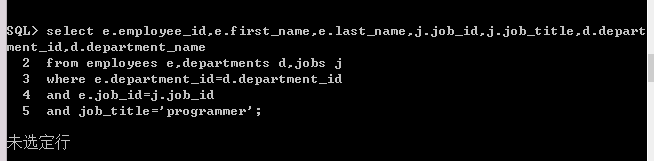 SQL> select e.employee_id,e.first_name,e.last_name,j.job_id,j.job_title,d.depart
ment_id,d.department_name
2 from employees e,departments d,jobs j
3 where e.department_id=d.department_id
4 and e.job_id=j.job_id
5 and job_title='programmer';
未选定行